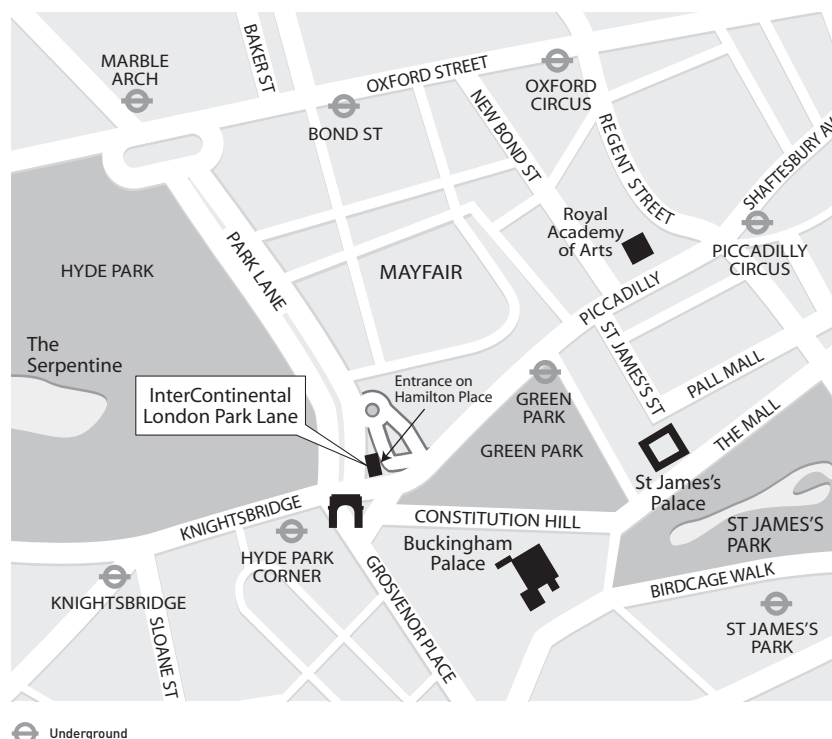 MARBLE
ARCH
BAKER ST
OXFORD STREET
OXFORD
CIRCUS
BOND ST
NEW BOND ST
REGENT STREET
SHAFTESBURY AV
Royal
Academy
of Arts
PICCADILLY
CIRCUS
HYDE PARK
PARK LANE
MAYFAIR
PICCADILLY
The
Serpentine
ST JAMES'S ST
PALL MALL
InterContinental
London Park Lane
Entrance on
Hamilton Place
GREEN
PARK
GREEN PARK
THE MALL
St James's
Palace
KNIGHTSBRIDGE
CONSTITUTION HILL
ST JAMES'S
PARK
HYDE PARK
CORNER
Buckingham
Palace
GROSVENOR PLACE
BIRDCAGE WALK
KNIGHTSBRIDGE
SLOANE ST
ST JAMES'S
PARK
Underground